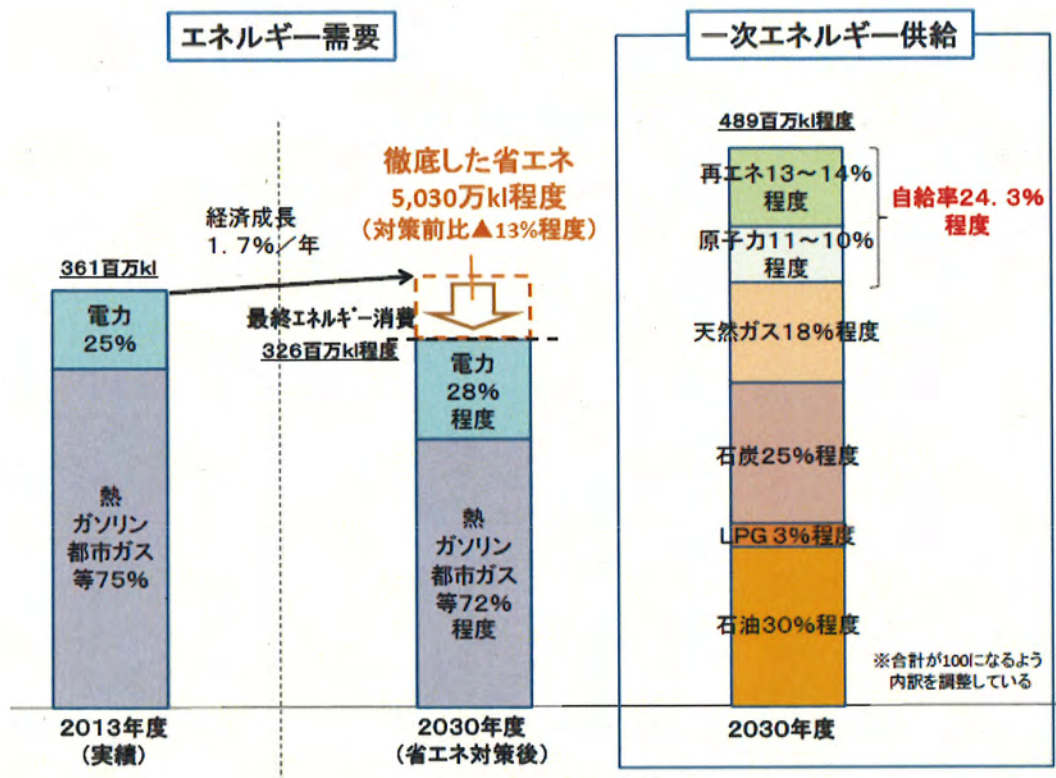 エネルギー需要
361百万kl
電力
25%
熱
ガソリン
都市ガス
等75%
2013年度
(実績)
経済成長
1.7%/年
徹底した省エネ
5,030万kl程度
(対策前比▲13%程度)
最終エネルギー消費
326百万kl程度
電力
28%
程度
熱
ガソリン
都市ガス
等72%
程度
2030年度
(省エネ対策後)
一次エネルギー供給
489百万kl程度
再エネ13~14%
程度
原子力11~10%
程度
自給率24.3%
程度
天然ガス18%程度
石炭25%程度
LPG 3%程度
石油30%程度
※合計が100になるよう
内訳を調整している
2030年度